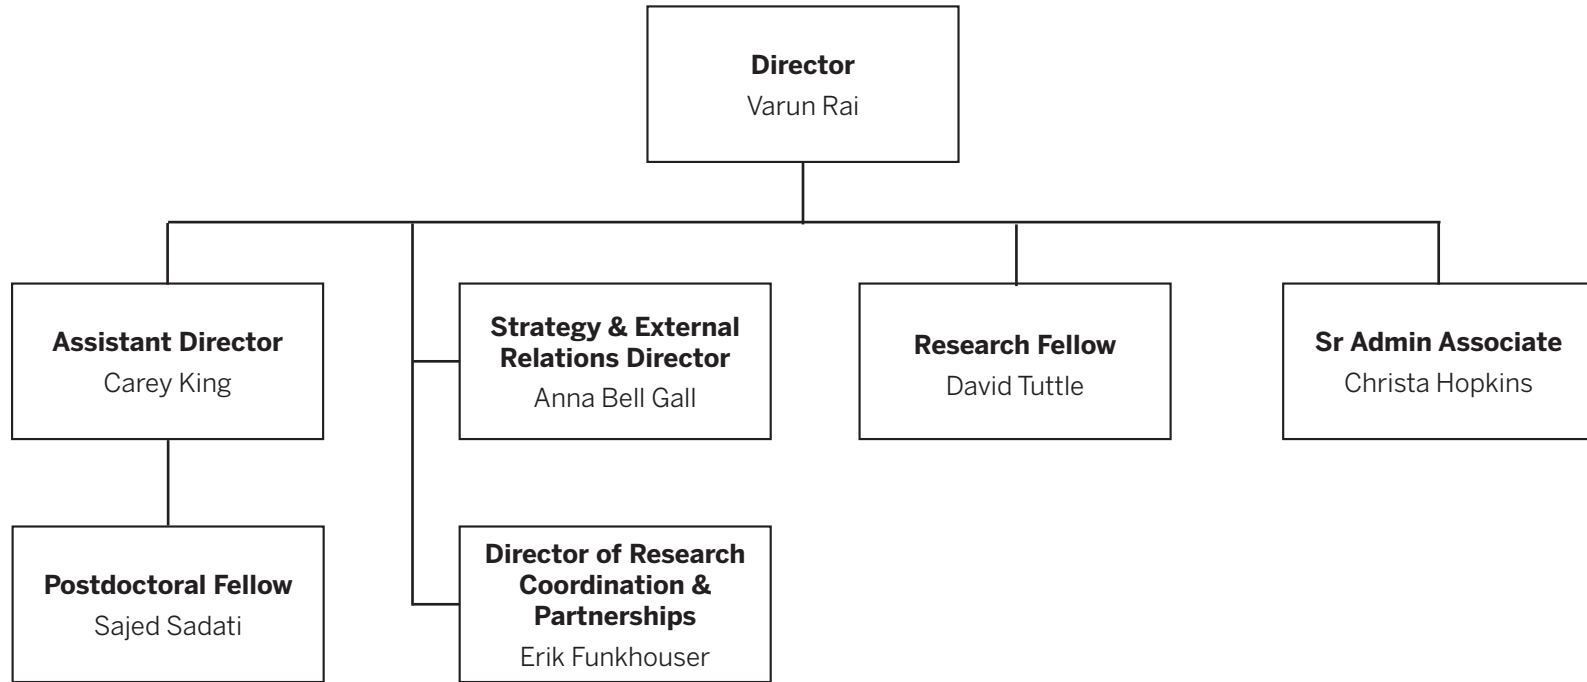 Director
Varun Rai
Assistant Director
Carey King
Strategy & External
Relations Director
Anna Bell Gall
Research Fellow
David Tuttle
Sr Admin Associate
Christa Hopkins
Postdoctoral Fellow
Sajed Sadati
Director of Research
Coordination &
Partnerships
Erik Funkhouser